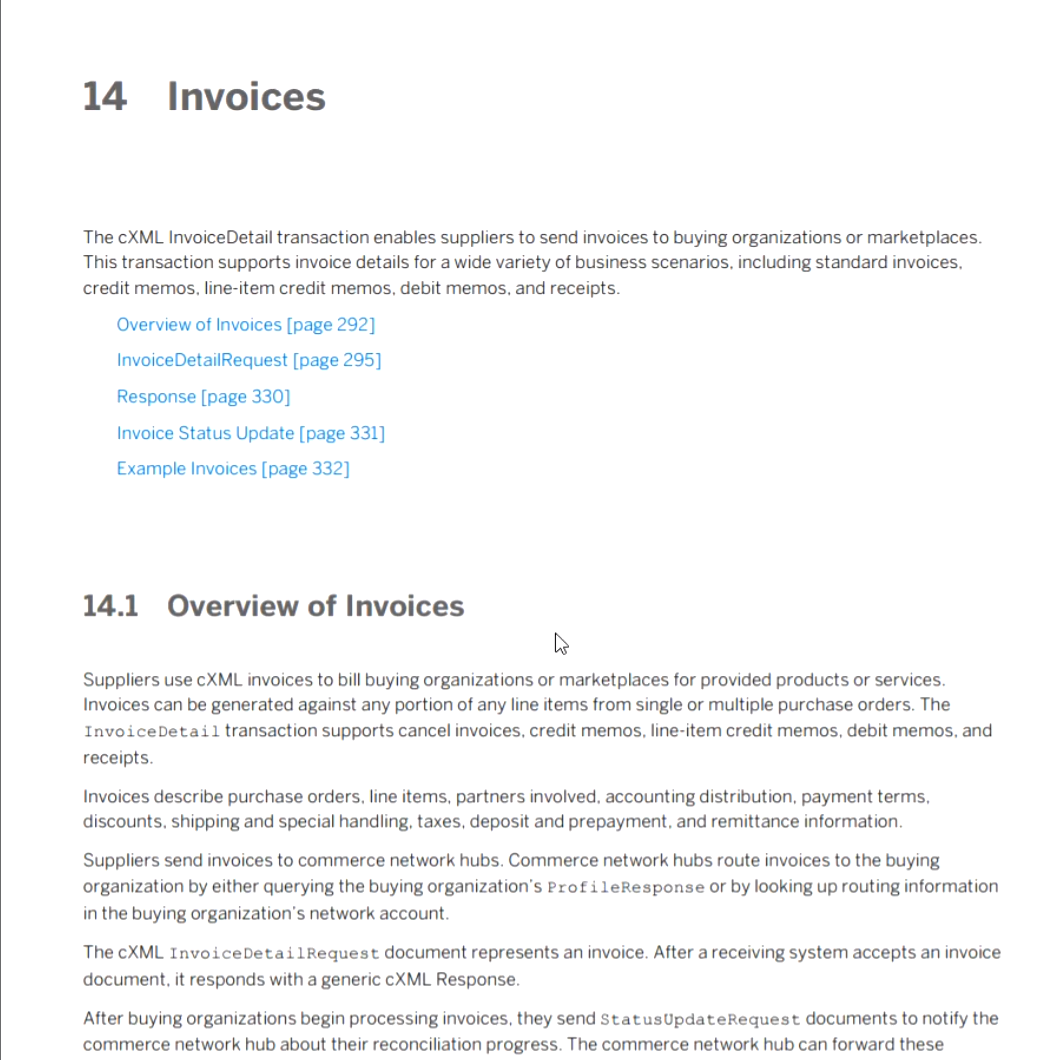 14 Invoices
The cXML InvoiceDetail transaction enables suppliers to send invoices to buying organizations or marketplaces.
This transaction supports invoice details for a wide variety of business scenarios, including standard invoices,
credit memos, line-item credit memos, debit memos, and receipts.
Overview of Invoices [page 292]
InvoiceDetailRequest [page 295]
Response [page 330]
Invoice Status Update [page 331]
Example Invoices [page 332]
14.1 Overview of Invoices
Suppliers use cXML invoices to bill buying organizations or marketplaces for provided products or services.
Invoices can be generated against any portion of any line items from single or multiple purchase orders. The
InvoiceDetail transaction supports cancel invoices, credit memos, line-item credit memos, debit memos, and
receipts.
Invoices describe purchase orders, line items, partners involved, accounting distribution, payment terms,
discounts, shipping and special handling, taxes, deposit and prepayment, and remittance information.
Suppliers send invoices to commerce network hubs. Commerce network hubs route invoices to the buying
organization by either querying the buying organization's ProfileResponse or by looking up routing information
in the buying organization's network account.
The cXML InvoiceDetailRequest document represents an invoice. After a receiving system accepts an invoice
document, it responds with a generic cXML Response.
After buying organizations begin processing invoices, they send StatusUpdateRequest documents to notify the
commerce network hub about their reconciliation progress. The commerce network hub can forward these